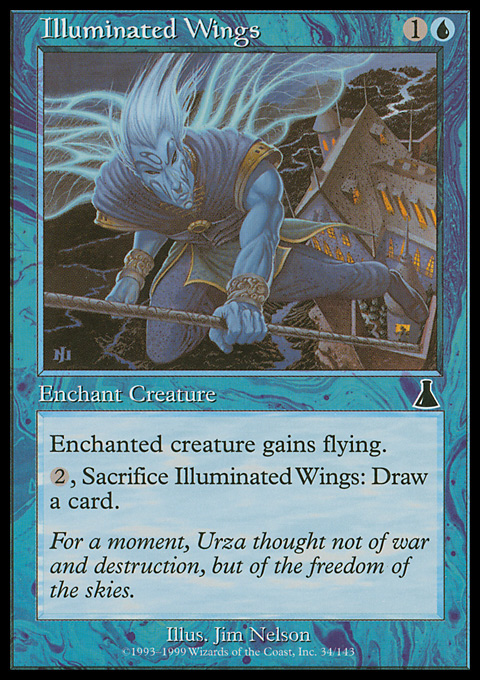 Illuminated Wings 1
Enchant Creature
Enchanted creature gains flying.
2, Sacrifice Illuminated Wings: Draw
a card.
For a moment, Urza thought not of war
and destruction, but of the freedom of
the skies.
Illus. Jim Nelson
©1993-1999 Wizards of the Coast, Inc. 34/143